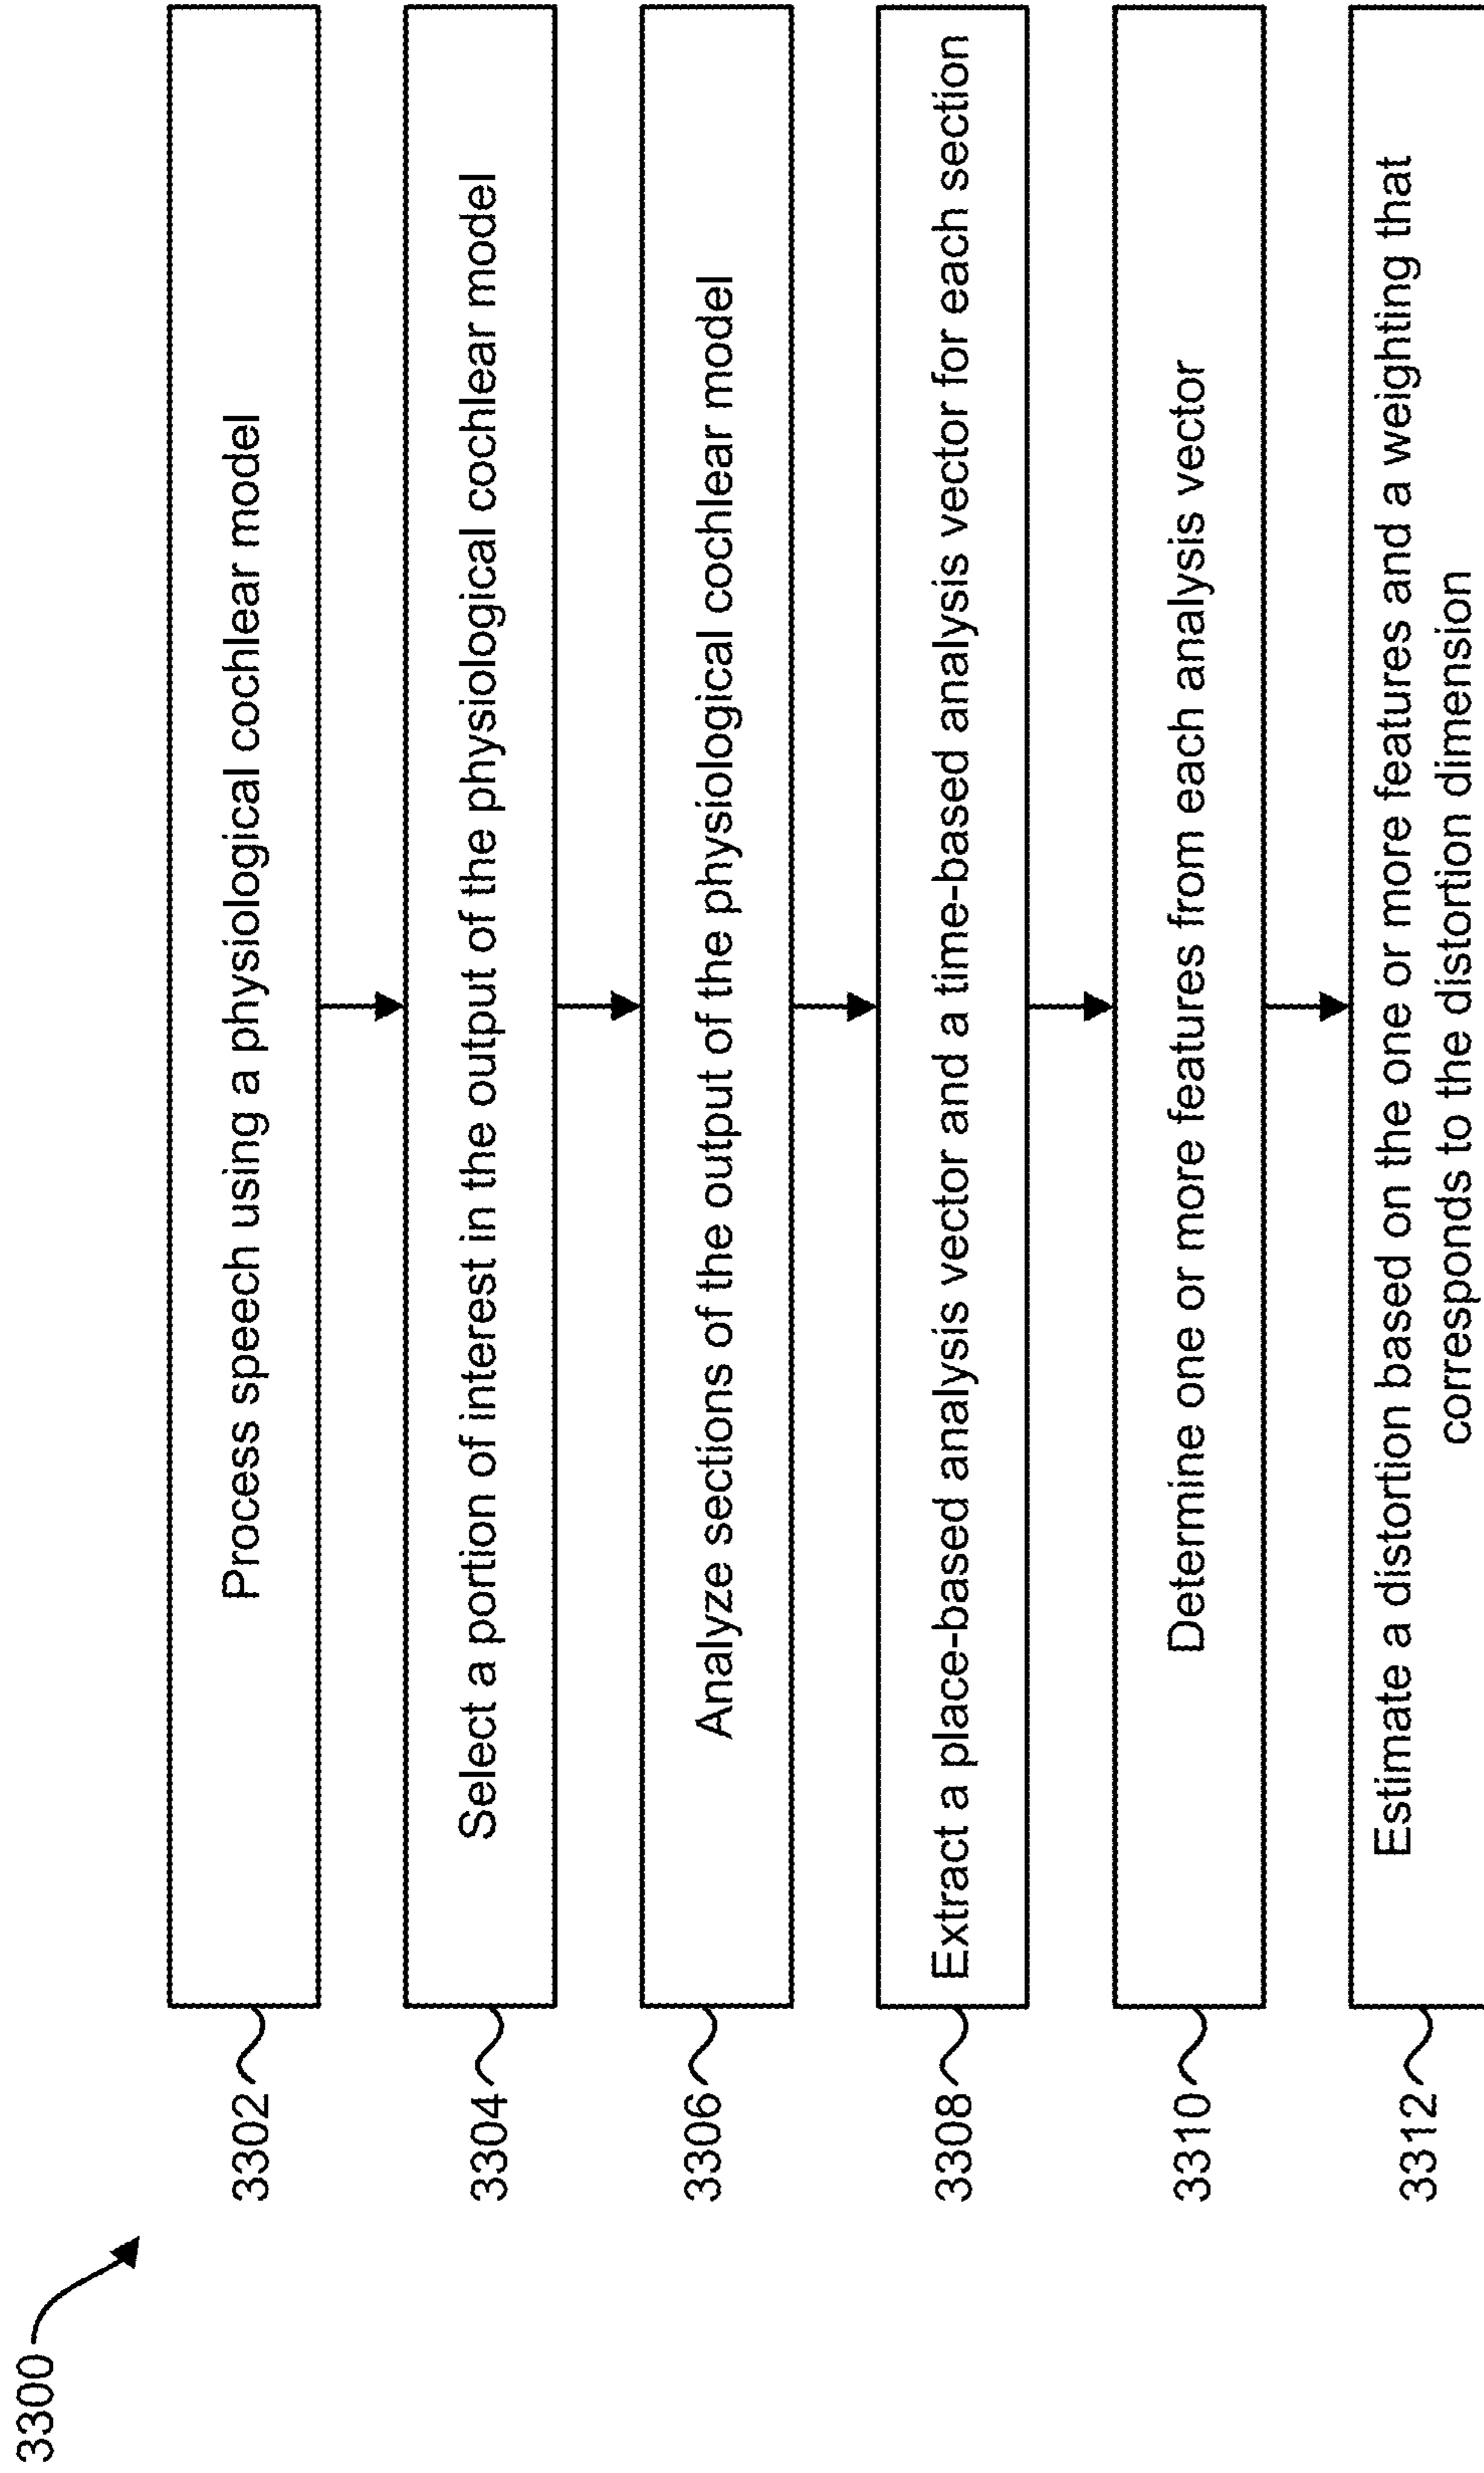 3300
3302
Process speech using a physiological cochlear model
3304
Select a portion of interest in the output of the physiological cochlear model
3306
Analyze sections of the output of the physiological cochlear model
3308
Extract a place-based analysis vector and a time-based analysis vector for each section
3310
Determine one or more features from each analysis vector
3312
Estimate a distortion based on the one or more features and a weighting that
corresponds to the distortion dimension